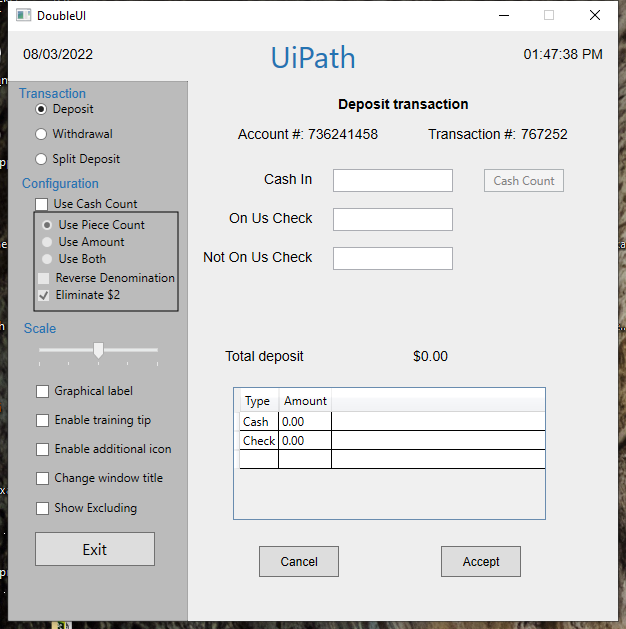 DoubleUI
08/03/2022
UiPath
01:47:38 PM
Transaction
Deposit
Withdrawal
Split Deposit
Configuration
Use Cash Count
Use Piece Count
Use Amount
Use Both
Reverse Denomination
Eliminate $2
Scale
Graphical label
Enable training tip
Enable additional icon
Change window title
Show Excluding
Exit
Deposit transaction
Account #: 736241458 Transaction #: 767252
Cash In Cash Count
On Us Check
Not On Us Check
Total deposit $0.00
Type Amount
Cash 0.00
Check 0.00
Cancel Accept